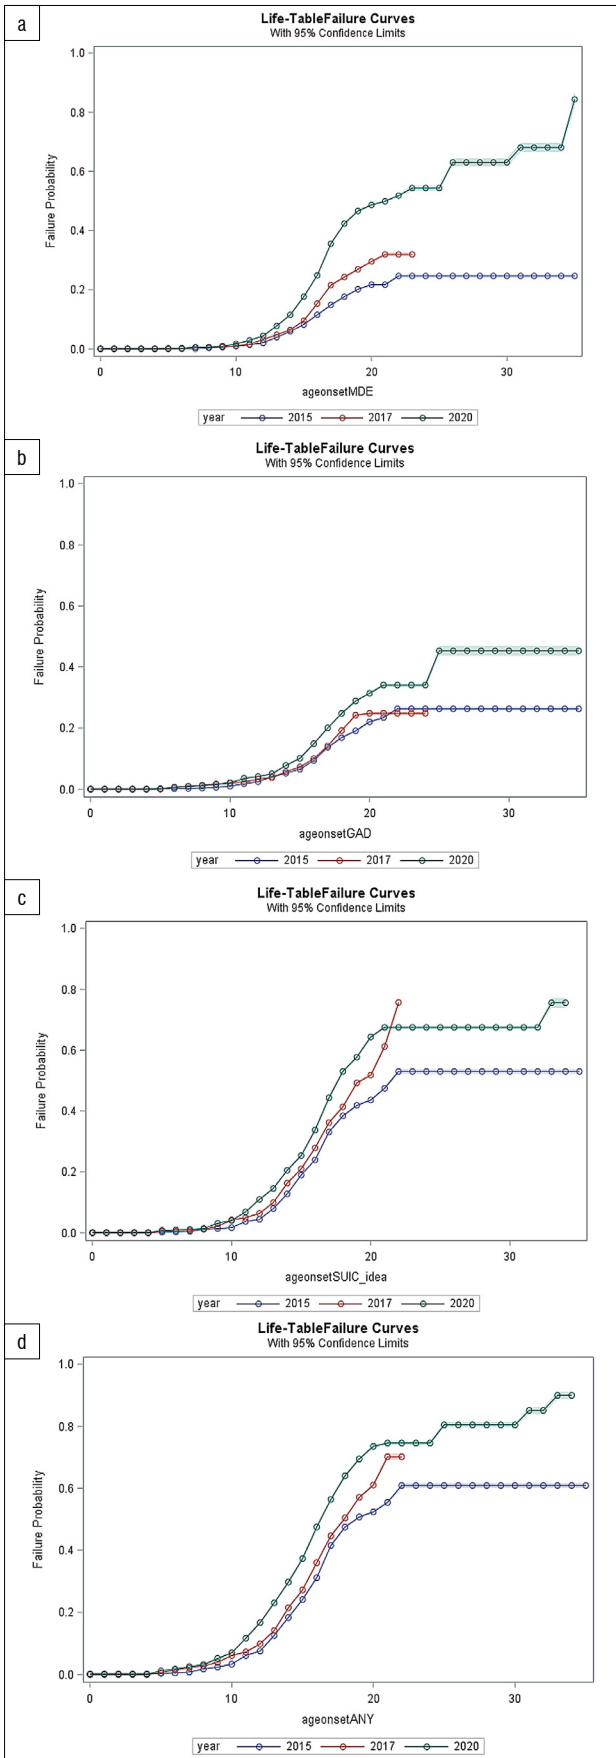 a
Life-TableFailure Curves
With 95% Confidence Limits
1.0
0.8
0.6
0.4
0.2
0.0
Failure Probability
0 10 20 30
ageonsetMDE
year 2015 2017 2020
b
Life-TableFailure Curves
With 95% Confidence Limits
1.0
0.8
0.6
0.4
0.2
0.0
Failure Probability
0 10 20 30
ageonsetGAD
year 2015 2017 2020
c
Life-TableFailure Curves
With 95% Confidence Limits
1.0
0.8
0.6
0.4
0.2
0.0
Failure Probability
0 10 20 30
ageonsetSUIC_idea
year 2015 2017 2020
d
Life-TableFailure Curves
With 95% Confidence Limits
1.0
0.8
0.6
0.4
0.2
0.0
Failure Probability
0 10 20 30
ageonsetANY
year 2015 2017 2020